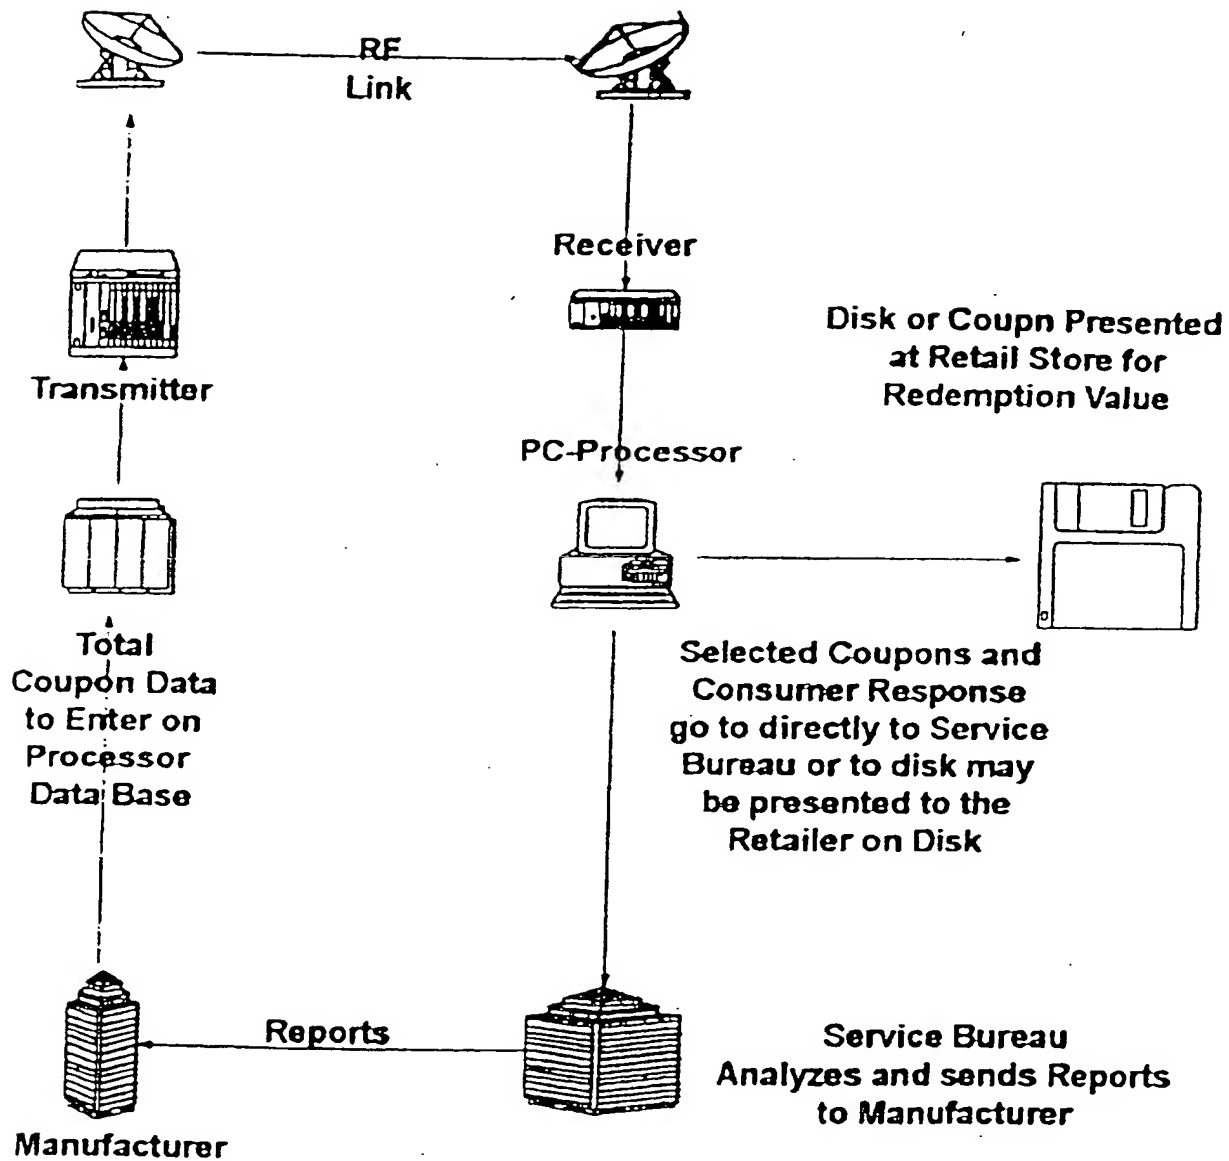 RF
Link
Receiver
Transmitter
Disk or Coupn Presented
at Retail Store for
Redemption Value
PC-Processor
Total
Coupon Data
to Enter on
Processor
Data Base
Selected Coupons and
Consumer Response
go to directly to Service
Bureau or to disk may
be presented to the
Retailer on Disk
Reports
Service Bureau
Analyzes and sends Reports
to Manufacturer
Manufacturer